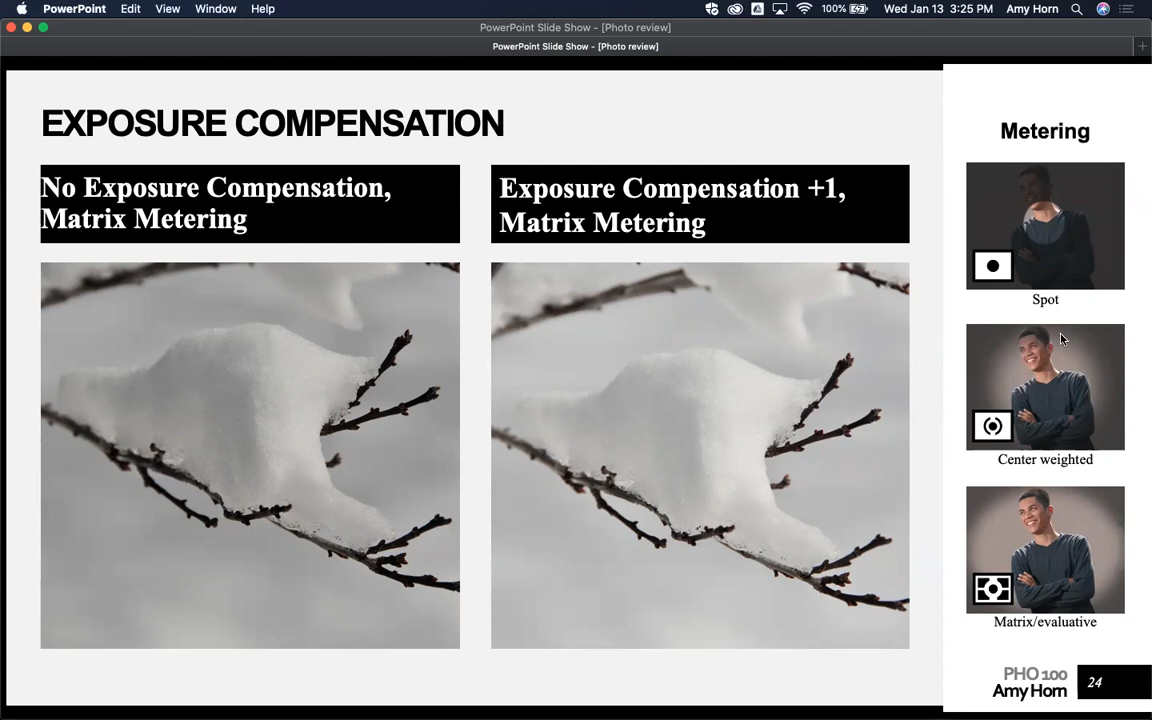 PowerPoint Edit View Window Help 100% Wed Jan 13 3:25 PM Amy Horn
PowerPoint Slide Show - [Photo review]
PowerPoint Slide Show - [Photo review]
EXPOSURE COMPENSATION
No Exposure Compensation,
Matrix Metering
Exposure Compensation +1,
Matrix Metering
Metering
Spot
Center weighted
Matrix/evaluative
PHO 100
Amy Horn
24